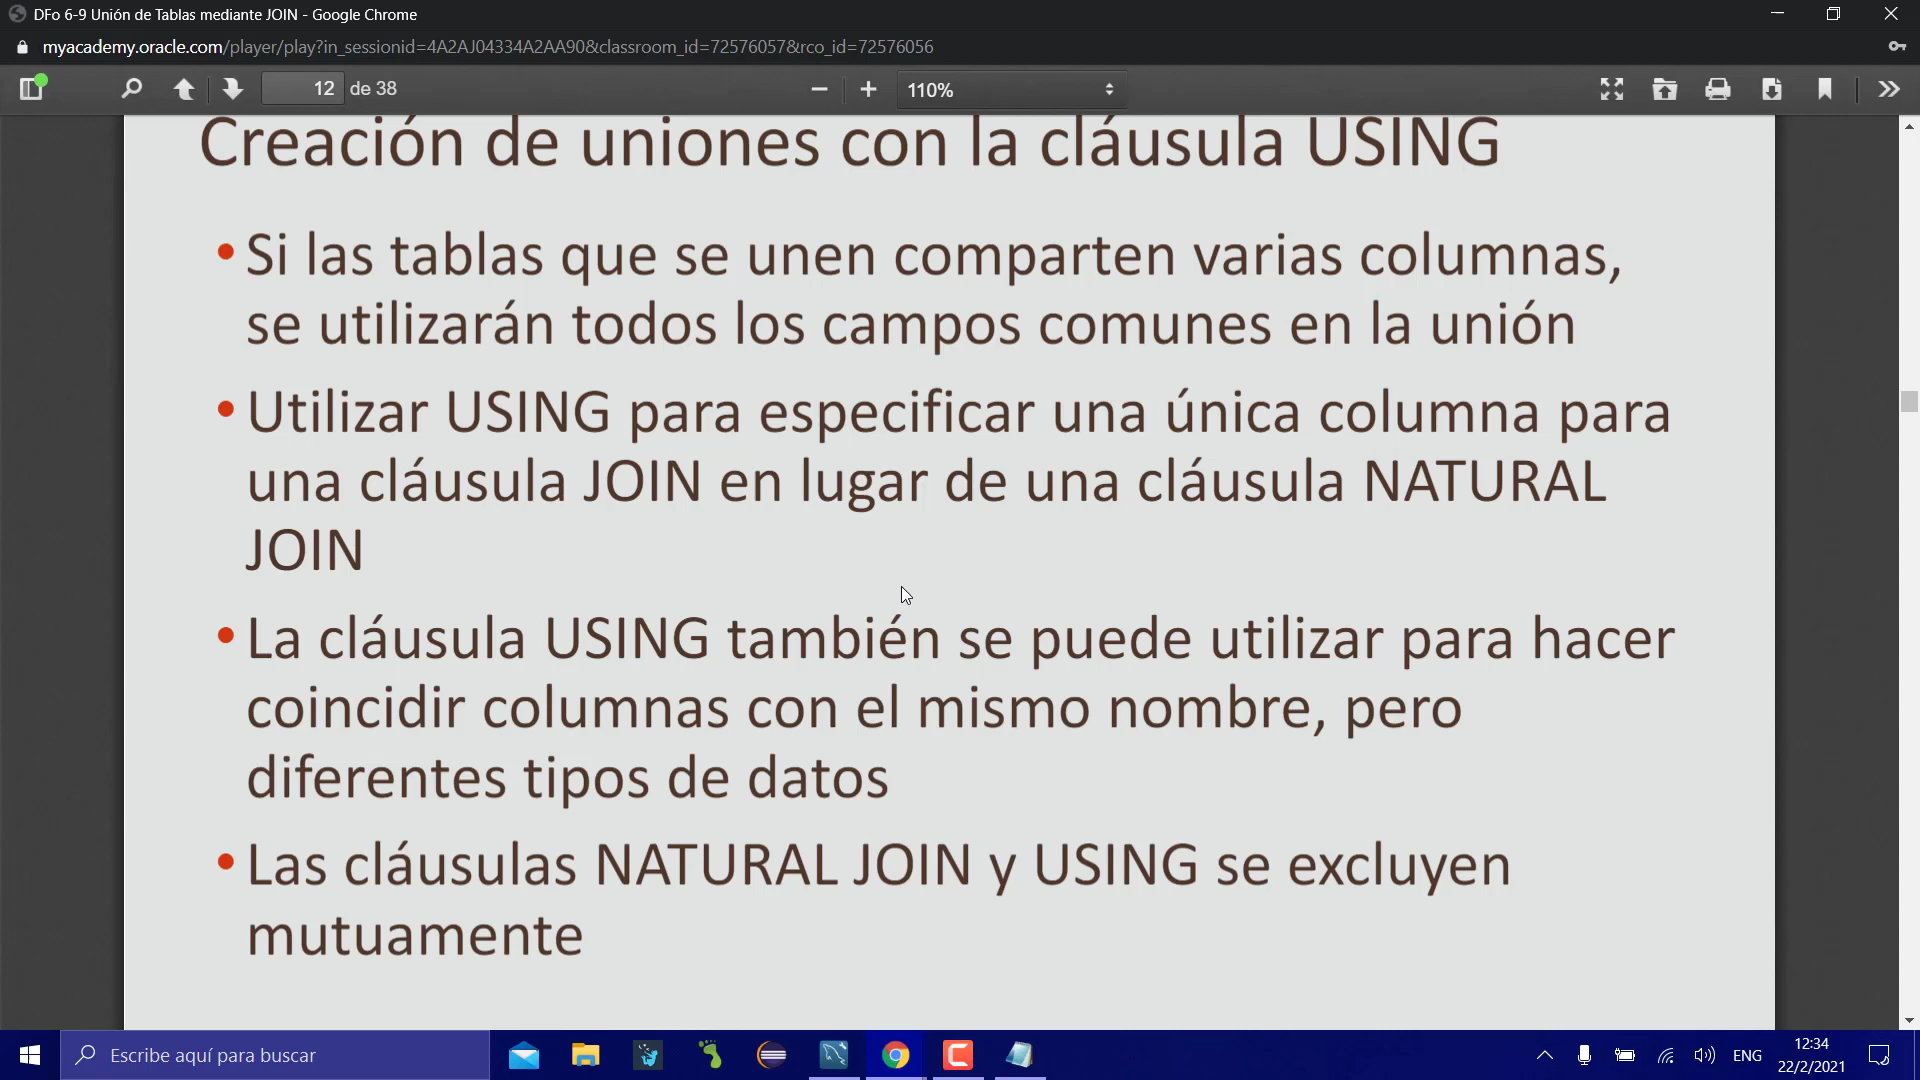 DFo 6-9 Unión de Tablas mediante JOIN - Google Chrome
myacademy.oracle.com/player/play?in_sessionid=4A2AJ04334A2AA90&classroom_id=72576057&rco_id=72576056
12 de 38
110%
Creación de uniones con la cláusula USING
• Si las tablas que se unen comparten varias columnas,
se utilizarán todos los campos comunes en la unión
• Utilizar USING para especificar una única columna para
una cláusula JOIN en lugar de una cláusula NATURAL
JOIN
• La cláusula USING también se puede utilizar para hacer
coincidir columnas con el mismo nombre, pero
diferentes tipos de datos
• Las cláusulas NATURAL JOIN y USING se excluyen
mutuamente
Escribe aquí para buscar
ENG
12:34
22/2/2021